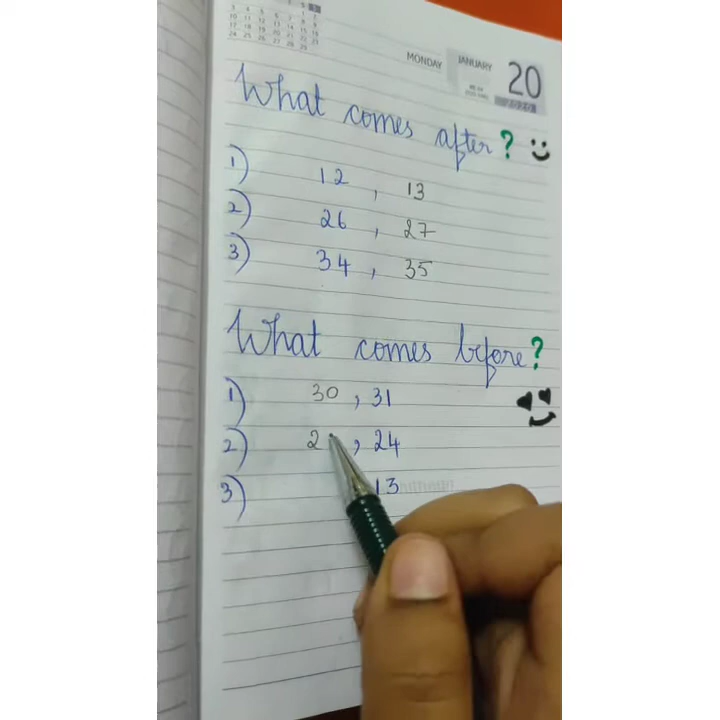 MONDAY JANUARY 20
What comes after?
1) 12, 13
2) 26, 27
3) 34, 35
What comes before?
1) 30, 31
2) 2 , 24
3) 13